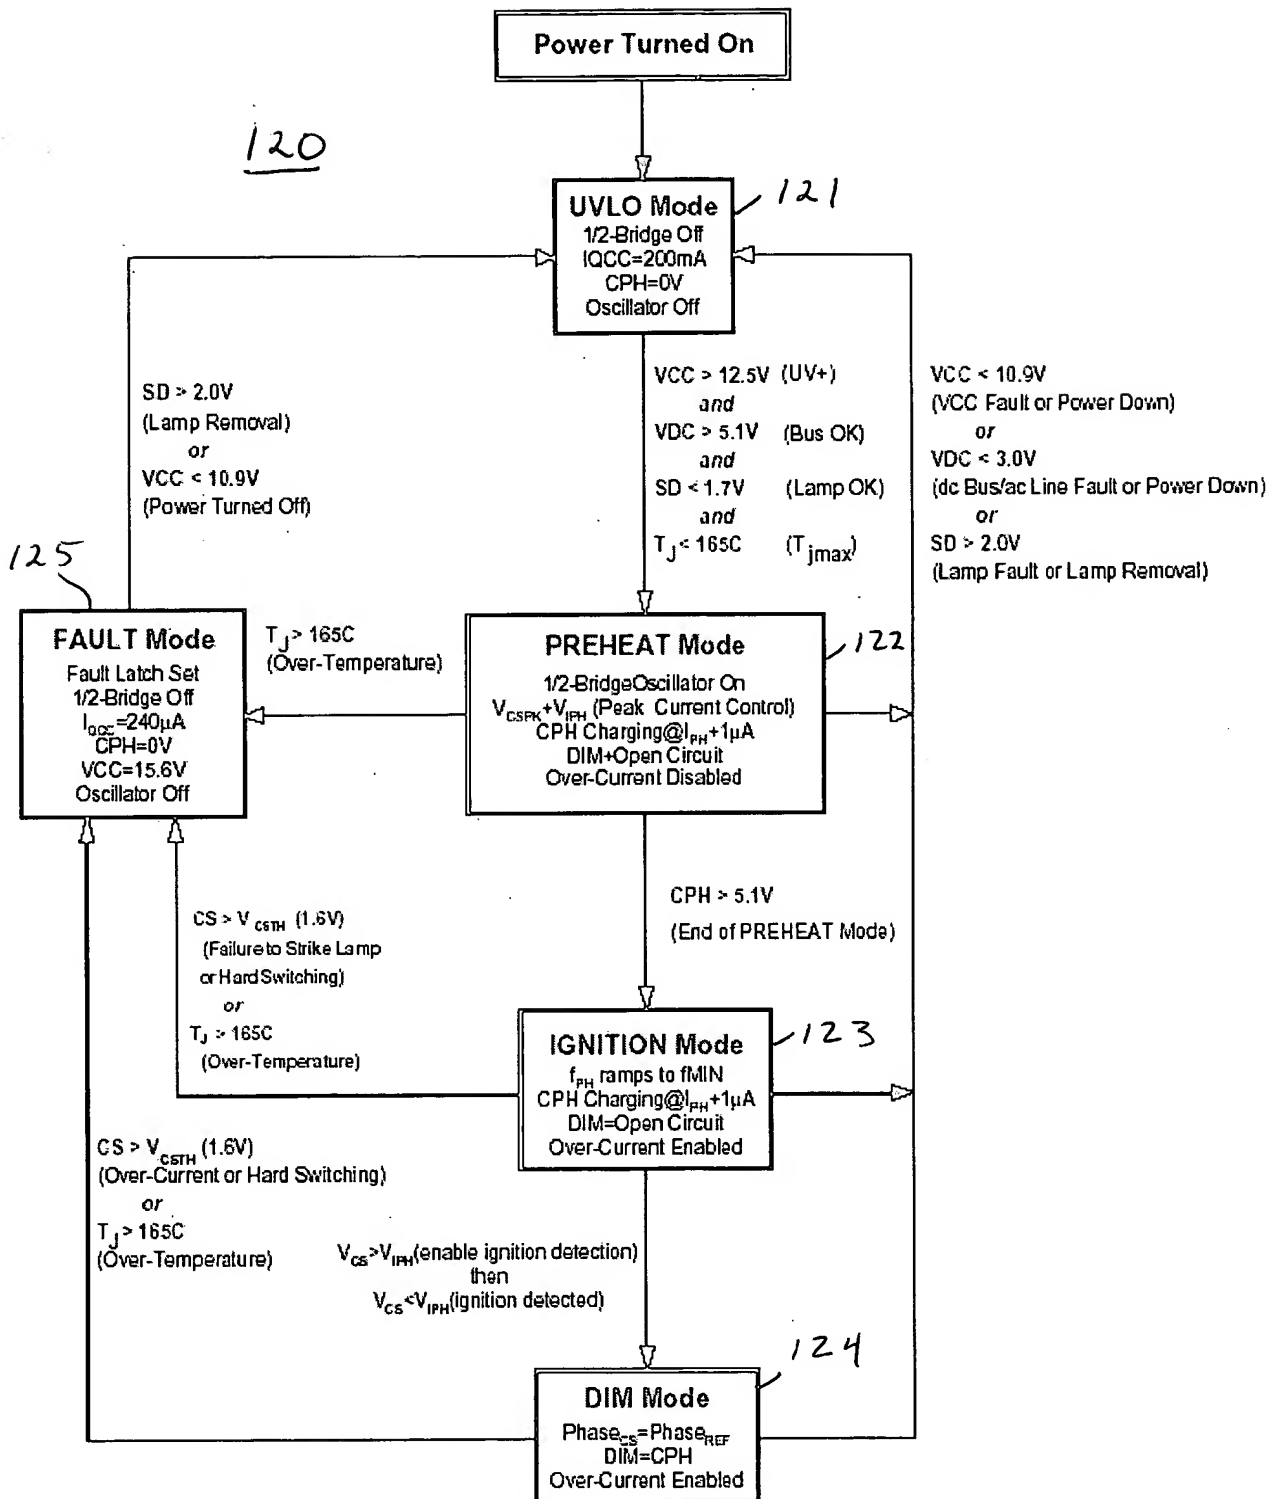 Power Turned On
120
UVLO Mode
1/2-Bridge Off
IQCC=200mA
CPH=0V
Oscillator Off
121
SD > 2.0V
(Lamp Removal)
or
VCC < 10.9V
(Power Turned Off)
VCC > 12.5V (UV+)
and
VDC > 5.1V (Bus OK)
and
SD < 1.7V (Lamp OK)
and
TJ < 165C (Tjmax)
VCC < 10.9V
(VCC Fault or Power Down)
or
VDC < 3.0V
(dc Bus/ac Line Fault or Power Down)
or
SD > 2.0V
(Lamp Fault or Lamp Removal)
125
FAULT Mode
Fault Latch Set
1/2-Bridge Off
IQCC=240µA
CPH=0V
VCC=15.6V
Oscillator Off
TJ > 165C
(Over-Temperature)
PREHEAT Mode
1/2-BridgeOscillator On
VCSPK+VIPH (Peak Current Control)
CPH Charging@IPH+1µA
DIM+Open Circuit
Over-Current Disabled
122
CPH > 5.1V
(End of PREHEAT Mode)
CS > VCSTH (1.6V)
(Failure to Strike Lamp
or Hard Switching)
or
TJ > 165C
(Over-Temperature)
IGNITION Mode
fPH ramps to fMIN
CPH Charging@IPH+1µA
DIM=Open Circuit
Over-Current Enabled
123
CS > VCSTH (1.6V)
(Over-Current or Hard Switching)
or
TJ > 165C
(Over-Temperature)
VCS>VIPH(enable ignition detection)
then
VCS<VIPH(ignition detected)
124
DIM Mode
PhaseCS=PhaseREF
DIM=CPH
Over-Current Enabled